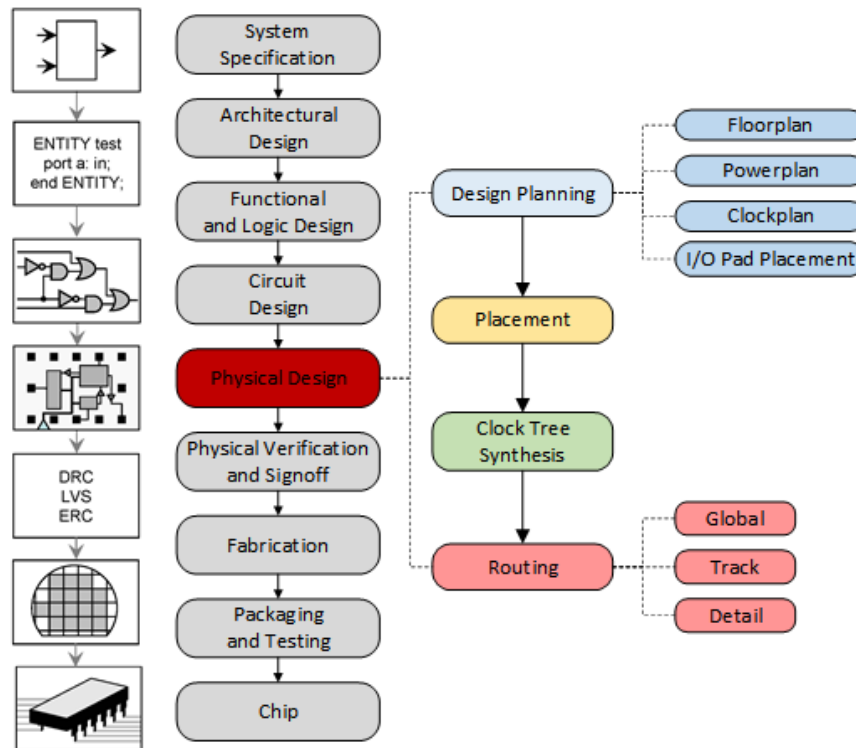 ENTITY test
port a: in;
end ENTITY;
DRC
LVS
ERC
System
Specification
Architectural
Design
Functional
and Logic Design
Circuit
Design
Physical Design
Physical Verification
and Signoff
Fabrication
Packaging
and Testing
Chip
Design Planning
Placement
Clock Tree
Synthesis
Routing
Floorplan
Powerplan
Clockplan
I/O Pad Placement
Global
Track
Detail